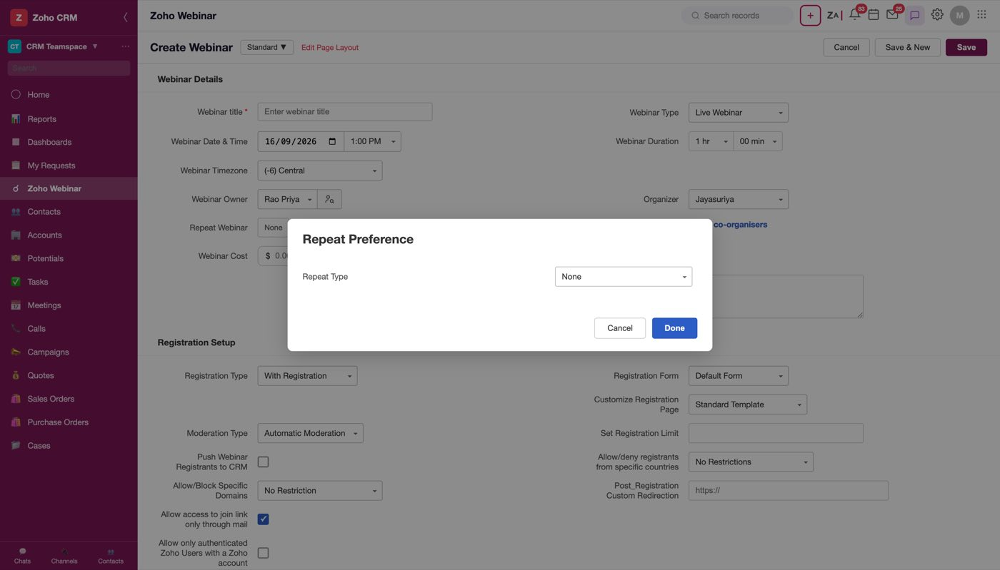 Z Zoho CRM
CT CRM Teamspace ▼ ...
Search
Home
Reports
Dashboards
My Requests
Zoho Webinar
Contacts
Accounts
Potentials
Tasks
Meetings
Calls
Campaigns
Quotes
Sales Orders
Purchase Orders
Cases
Chats Channels Contacts
Zoho Webinar
Search records
+ 83 25 M
Create Webinar Standard ▼ Edit Page Layout Cancel Save & New Save
Webinar Details
Webinar title * Enter webinar title Webinar Type Live Webinar
Webinar Date & Time 16/09/2026 1:00 PM Webinar Duration 1 hr 00 min
Webinar Timezone (-6) Central
Webinar Owner Rao Priya Organizer Jayasuriya
Repeat Webinar None co-organisers
Webinar Cost $ 0.00
Repeat Preference
Repeat Type None
Cancel Done
Registration Setup
Registration Type With Registration Registration Form Default Form
Customize Registration
Page Standard Template
Moderation Type Automatic Moderation Set Registration Limit
Push Webinar
Registrants to CRM
Allow/deny registrants
from specific countries No Restrictions
Allow/Block Specific
Domains No Restriction
Post_Registration
Custom Redirection https://
Allow access to join link
only through mail
Allow only authenticated
Zoho Users with a Zoho
account